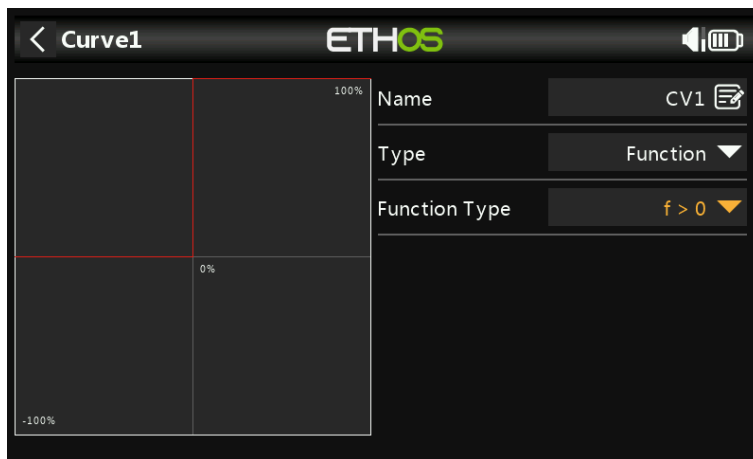 Curve1
ETHOS
100%
0%
-100%
Name CV1
Type Function
Function Type f > 0